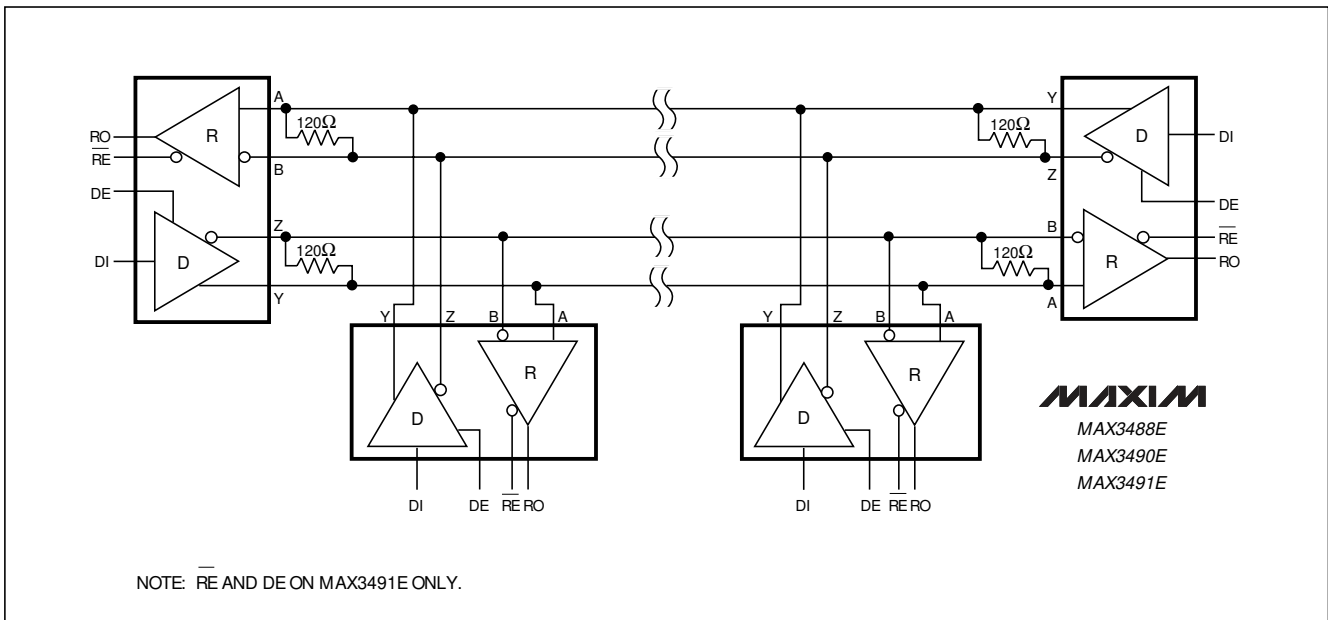 A
Y
120Ω
120Ω
RO
R
D
DI
RE
B
Z
DE
DE
Z
B
RE
120Ω
120Ω
DI
D
R
RO
Y
A
Y
Z
B
A
Y
Z
B
A
R
R
D
D
MAXIM
MAX3488E
MAX3490E
MAX3491E
DI
DE
RE
RO
DI
DE
RE
RO
NOTE: RE AND DE ON MAX3491E ONLY.